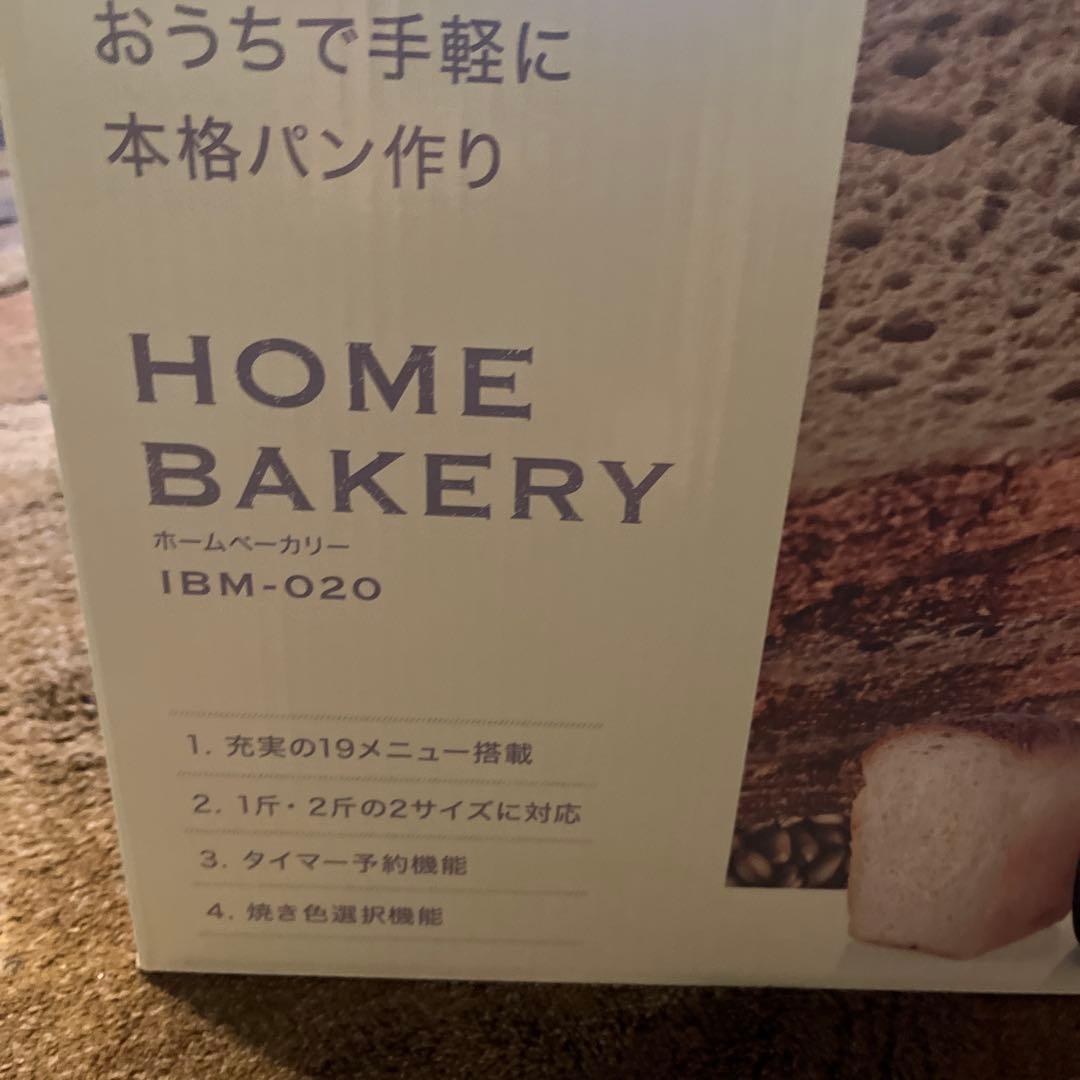 おうちで手軽に
本格パン作り
HOME
BAKERY
ホームベーカリー
IBM-020
1. 充実の19メニュー搭載
2. 1斤・2斤の2サイズに対応
3. タイマー予約機能
4. 焼き色選択機能